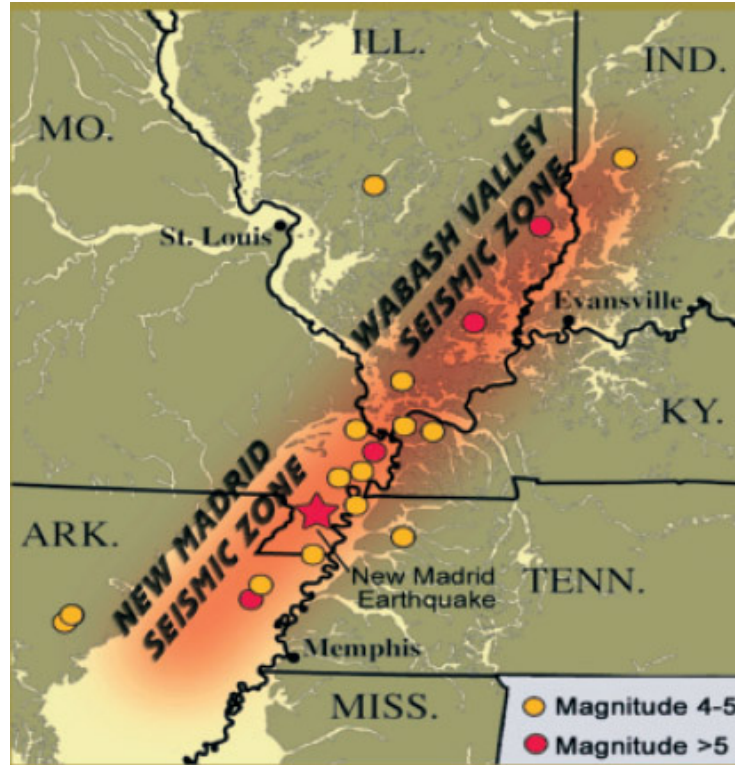 ILL.
IND.
MO.
WABASH VALLEY
SEISMIC ZONE
St. Louis
Evansville
KY.
NEW MADRID
SEISMIC ZONE
ARK.
New Madrid
Earthquake
TENN.
Memphis
MISS.
Magnitude 4-5
Magnitude >5